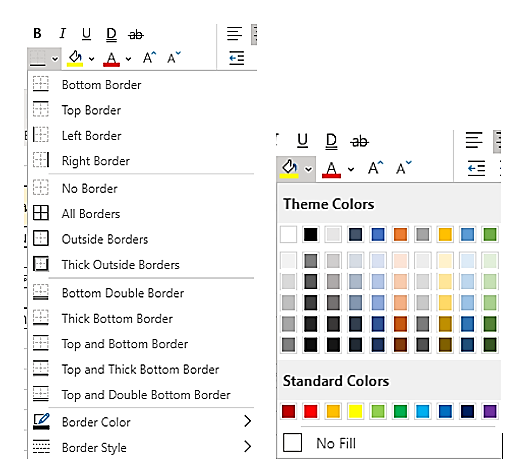 B I U D ab
A A^ A˅
Bottom Border
Top Border
Left Border
Right Border
No Border
All Borders
Outside Borders
Thick Outside Borders
Bottom Double Border
Thick Bottom Border
Top and Bottom Border
Top and Thick Bottom Border
Top and Double Bottom Border
Border Color
Border Style
U D ab
A A^ A˅
Theme Colors
Standard Colors
No Fill